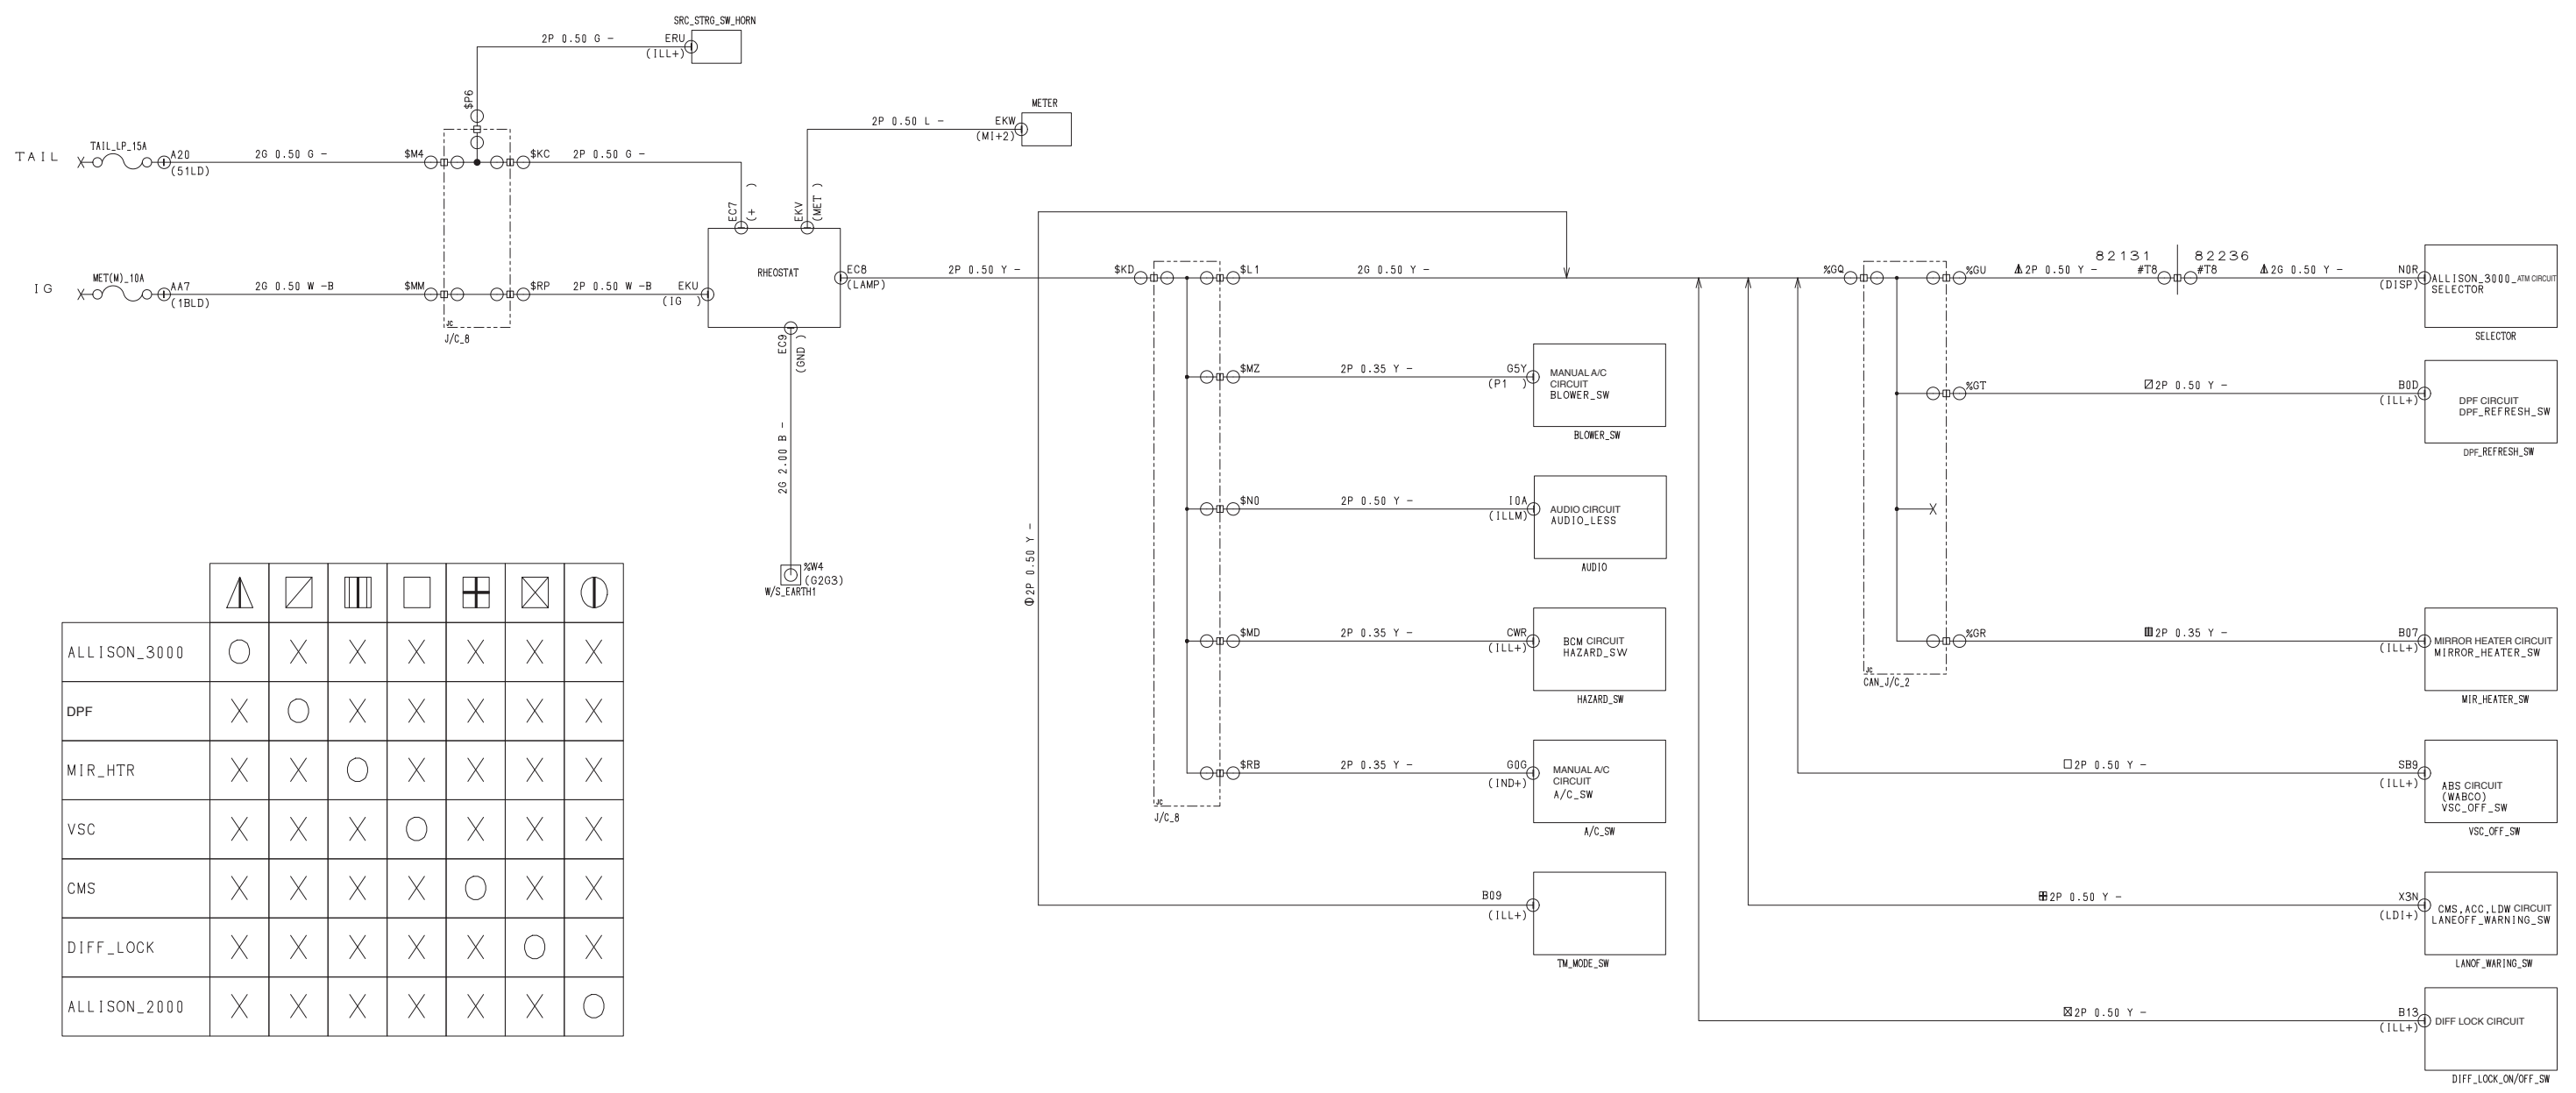 SRC_STRG_SW_HORN
2P 0.50 G -
ERU
(ILL+)
$P6
METER
2P 0.50 L -
EKW
(MI+2)
TAIL
TAIL_LP_15A
A20
(51LD)
2G 0.50 G -
$M4
$KC
2P 0.50 G -
EC7
(+ )
EKV
(MET )
IG
MET(M)_10A
AA7
(1BLD)
2G 0.50 W -B
$MM
$RP
2P 0.50 W -B
EKU
(IG )
JC
J/C_8
RHEOSTAT
EC8
(LAMP)
2P 0.50 Y -
$KD
$L1
2G 0.50 Y -
EC9
(GND )
2G 2.00 B -
%W4
(G2G3)
W/S_EARTH1
2P 0.50 Y -
$MZ
2P 0.35 Y -
G5Y
(P1 )
MANUAL A/C
CIRCUIT
BLOWER_SW
BLOWER_SW
$N0
2P 0.50 Y -
I0A
(ILLM)
AUDIO CIRCUIT
AUDIO_LESS
AUDIO
$MD
2P 0.35 Y -
CWR
(ILL+)
BCM CIRCUIT
HAZARD_SW
HAZARD_SW
$RB
2P 0.35 Y -
G0G
(IND+)
MANUAL A/C
CIRCUIT
A/C_SW
A/C_SW
JC
J/C_8
B09
(ILL+)
TM_MODE_SW
%GQ
%GU
2P 0.50 Y -
82131
#T8
82236
#T8
2G 0.50 Y -
N0R
(DISP)
ALLISON_3000_ATM CIRCUIT
SELECTOR
SELECTOR
%GT
2P 0.50 Y -
B0D
(ILL+)
DPF CIRCUIT
DPF_REFRESH_SW
DPF_REFRESH_SW
%GR
2P 0.35 Y -
B07
(ILL+)
MIRROR HEATER CIRCUIT
MIRROR_HEATER_SW
MIR_HEATER_SW
JC
CAN_J/C_2
2P 0.50 Y -
SB9
(ILL+)
ABS CIRCUIT
(WABCO)
VSC_OFF_SW
VSC_OFF_SW
2P 0.50 Y -
X3N
(LDI+)
CMS,ACC,LDW CIRCUIT
LANEOFF_WARNING_SW
LANOF_WARING_SW
2P 0.50 Y -
B13
(ILL+)
DIFF LOCK CIRCUIT
DIFF_LOCK_ON/OFF_SW
ALLISON_3000 O X X X X X X
DPF X O X X X X X
MIR_HTR X X O X X X X
VSC X X X O X X X
CMS X X X X O X X
DIFF_LOCK X X X X X O X
ALLISON_2000 X X X X X X O